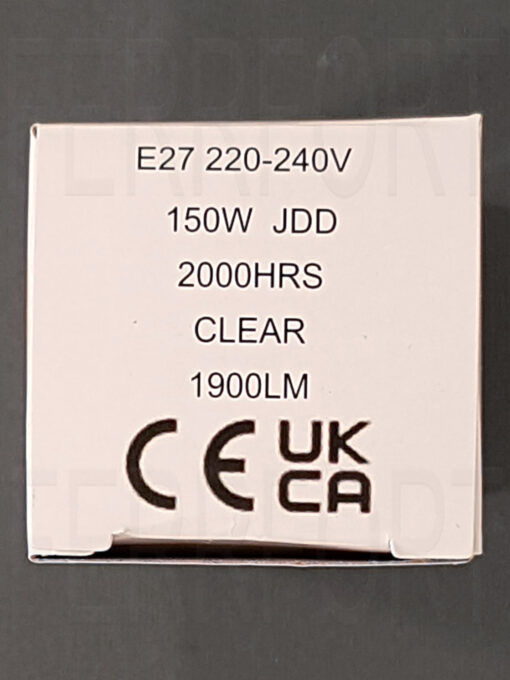 E27 220-240V
150W JDD
2000HRS
CLEAR
1900LM
CE UK
CA